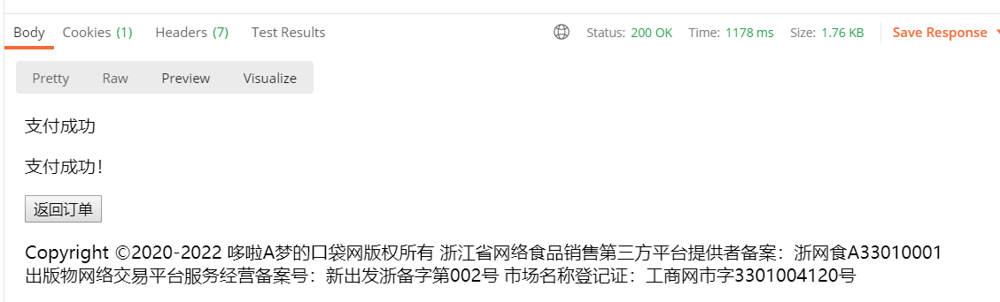 Body Cookies (1) Headers (7) Test Results Status: 200 OK Time: 1178 ms Size: 1.76 KB Save Response
Pretty Raw Preview Visualize
支付成功
支付成功!
返回订单
Copyright ©2020-2022 哆啦A梦的口袋网版权所有 浙江省网络食品销售第三方平台提供者备案：浙网食A33010001
出版物网络交易平台服务经营备案号：新出发浙备字第002号 市场名称登记证：工商网市字3301004120号